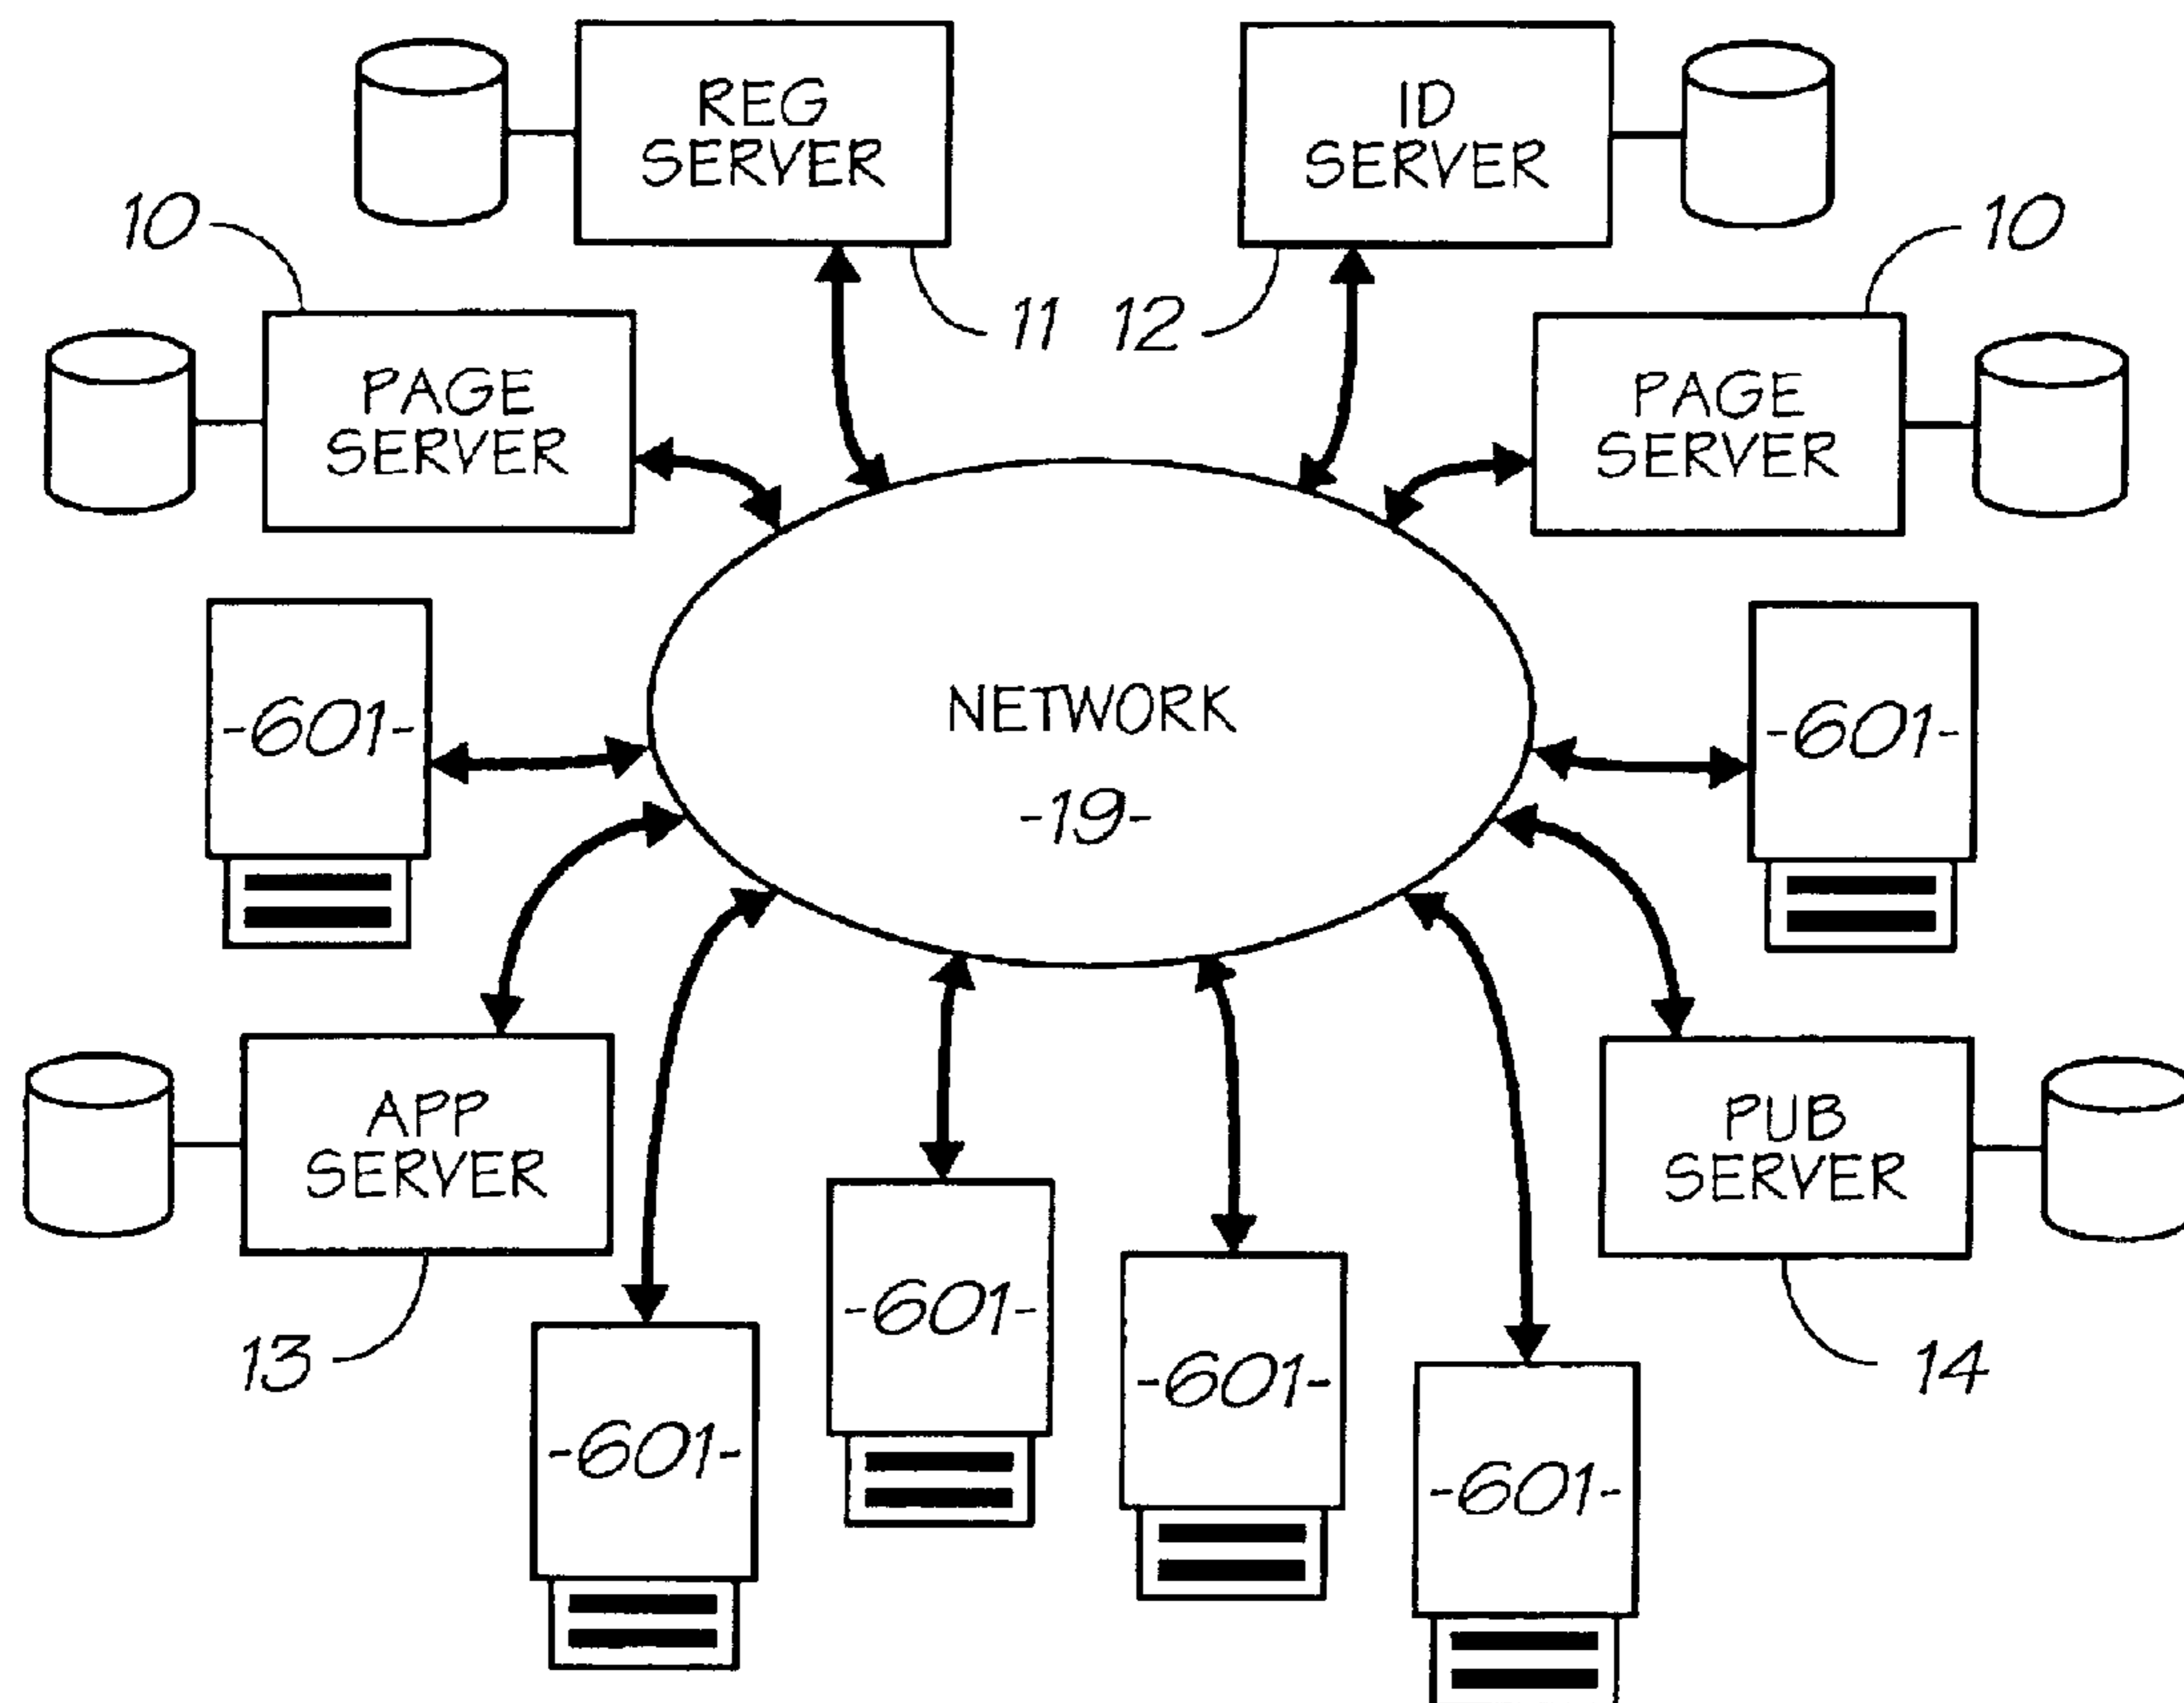 REG
SERVER
ID
SERVER
10
10
11
12
PAGE
SERVER
PAGE
SERVER
-601-
NETWORK
-19-
-601-
APP
SERVER
PUB
SERVER
13
-601-
-601-
-601-
-601-
14